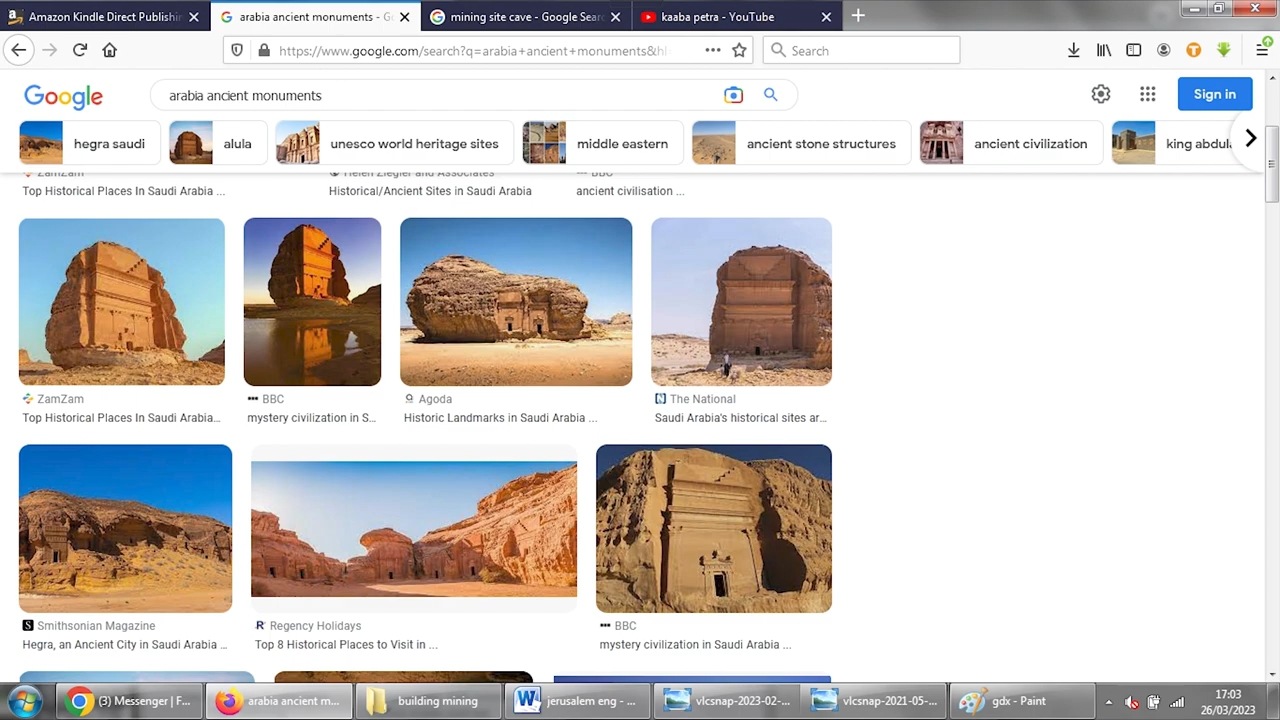 Amazon Kindle Direct Publishin
arabia ancient monuments - G
mining site cave - Google Sear
kaaba petra - YouTube
https://www.google.com/search?q=arabia+ancient+monuments&h
Search
Google
arabia ancient monuments
Sign in
hegra saudi
alula
unesco world heritage sites
middle eastern
ancient stone structures
ancient civilization
king abdul
ZamZam
Helen Ziegler and Associates
BBC
Top Historical Places In Saudi Arabia ...
Historical/Ancient Sites in Saudi Arabia
ancient civilisation ...
ZamZam
BBC
Agoda
The National
Top Historical Places In Saudi Arabia...
mystery civilization in S...
Historic Landmarks in Saudi Arabia ...
Saudi Arabia's historical sites ar...
Smithsonian Magazine
Regency Holidays
BBC
Hegra, an Ancient City in Saudi Arabia ...
Top 8 Historical Places to Visit in ...
mystery civilization in Saudi Arabia ...
(3) Messenger | F...
arabia ancient m...
building mining
jerusalem eng - ...
vlcsnap-2023-02-...
vlcsnap-2021-05-...
gdx - Paint
17:03
26/03/2023